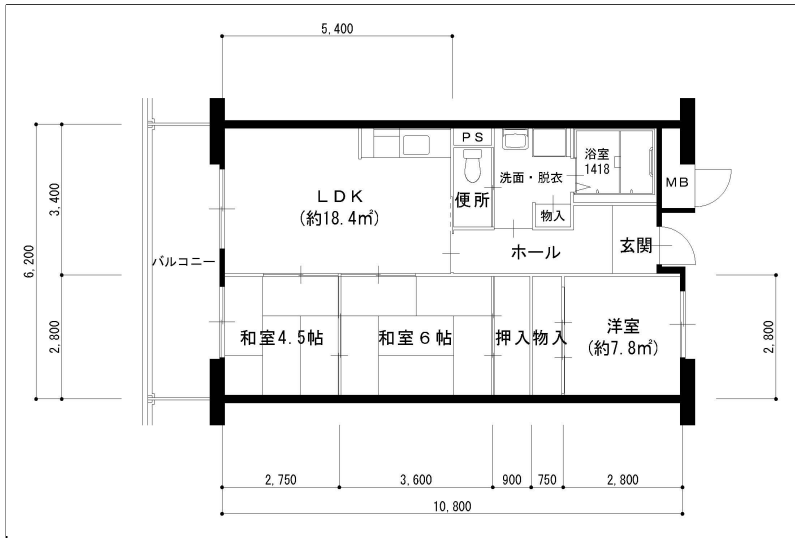 5,400
PS
浴室
1418
洗面・脱衣
MB
LDK
(約18.4㎡)
便所
物入
3,400
6,200
バルコニー
ホール
玄関
2,800
和室4.5帖
和室6帖
押入
物入
洋室
(約7.8㎡)
2,800
2,750
3,600
900
750
2,800
10,800